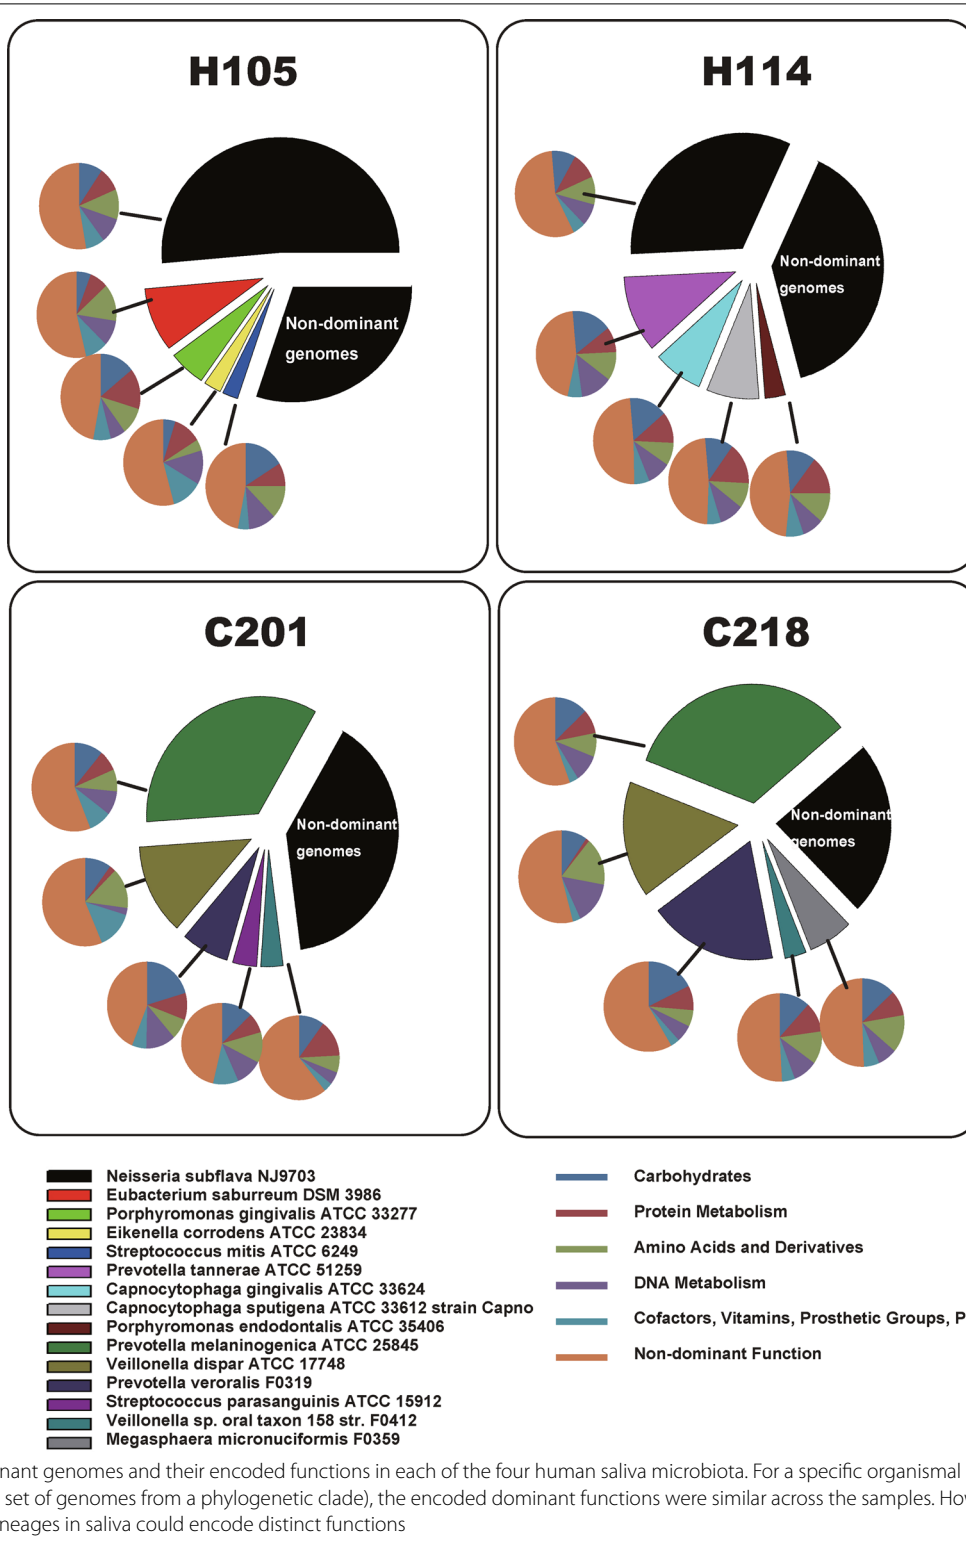 H105
Non-dominant
genomes
H114
Non-dominant
genomes
C201
Non-dominant
genomes
C218
Non-dominant
genomes
Neisseria subflava NJ9703
Eubacterium saburreum DSM 3986
Porphyromonas gingivalis ATCC 33277
Eikenella corrodens ATCC 23834
Streptococcus mitis ATCC 6249
Prevotella tannerae ATCC 51259
Capnocytophaga gingivalis ATCC 33624
Capnocytophaga sputigena ATCC 33612 strain Capno
Porphyromonas endodontalis ATCC 35406
Prevotella melaninogenica ATCC 25845
Veillonella dispar ATCC 17748
Prevotella veroralis F0319
Streptococcus parasanguinis ATCC 15912
Veillonella sp. oral taxon 158 str. F0412
Megasphaera micronuciformis F0359
Carbohydrates
Protein Metabolism
Amino Acids and Derivatives
DNA Metabolism
Cofactors, Vitamins, Prosthetic Groups, P
Non-dominant Function
nant genomes and their encoded functions in each of the four human saliva microbiota. For a specific organismal
set of genomes from a phylogenetic clade), the encoded dominant functions were similar across the samples. Ho
neages in saliva could encode distinct functions